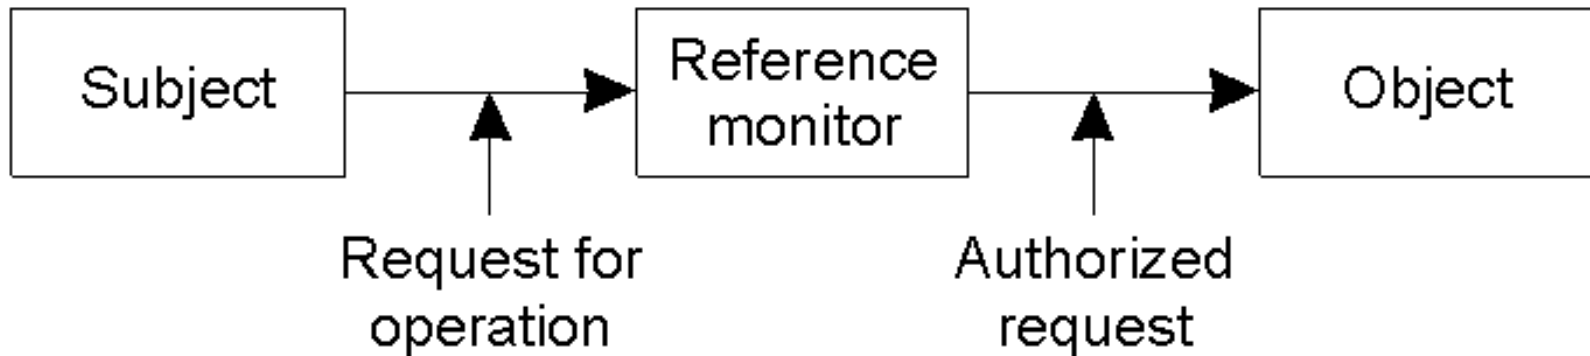 Subject
Reference
monitor
Object
Request for
operation
Authorized
request